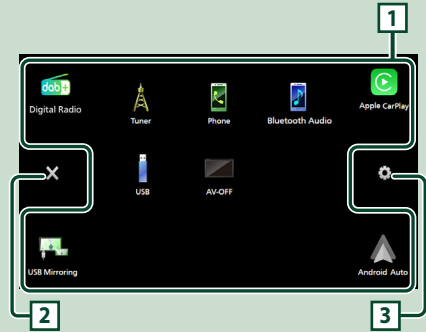 1
dab+
Digital Radio
Tuner
Phone
Bluetooth Audio
Apple CarPlay
USB
AV-OFF
USB Mirroring
Android Auto
2
3